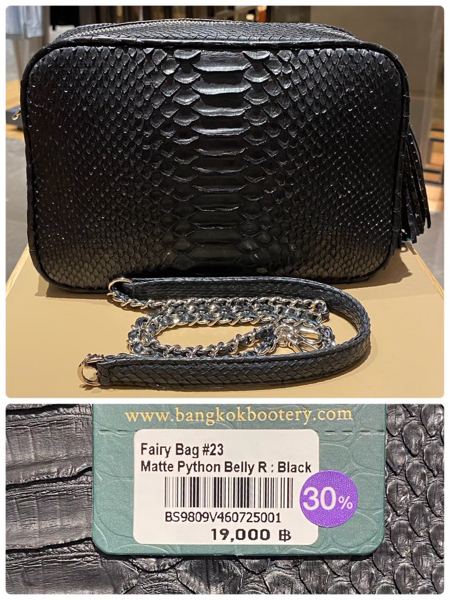 www.bangkokbootery.com
Fairy Bag #23
Matte Python Belly R : Black
30%
BS9809V460725001
19,000 ฿